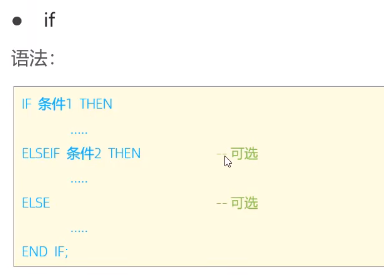 ● if
语法：
IF 条件1 THEN
.....
ELSEIF 条件2 THEN -- 可选
.....
ELSE -- 可选
.....
END IF;